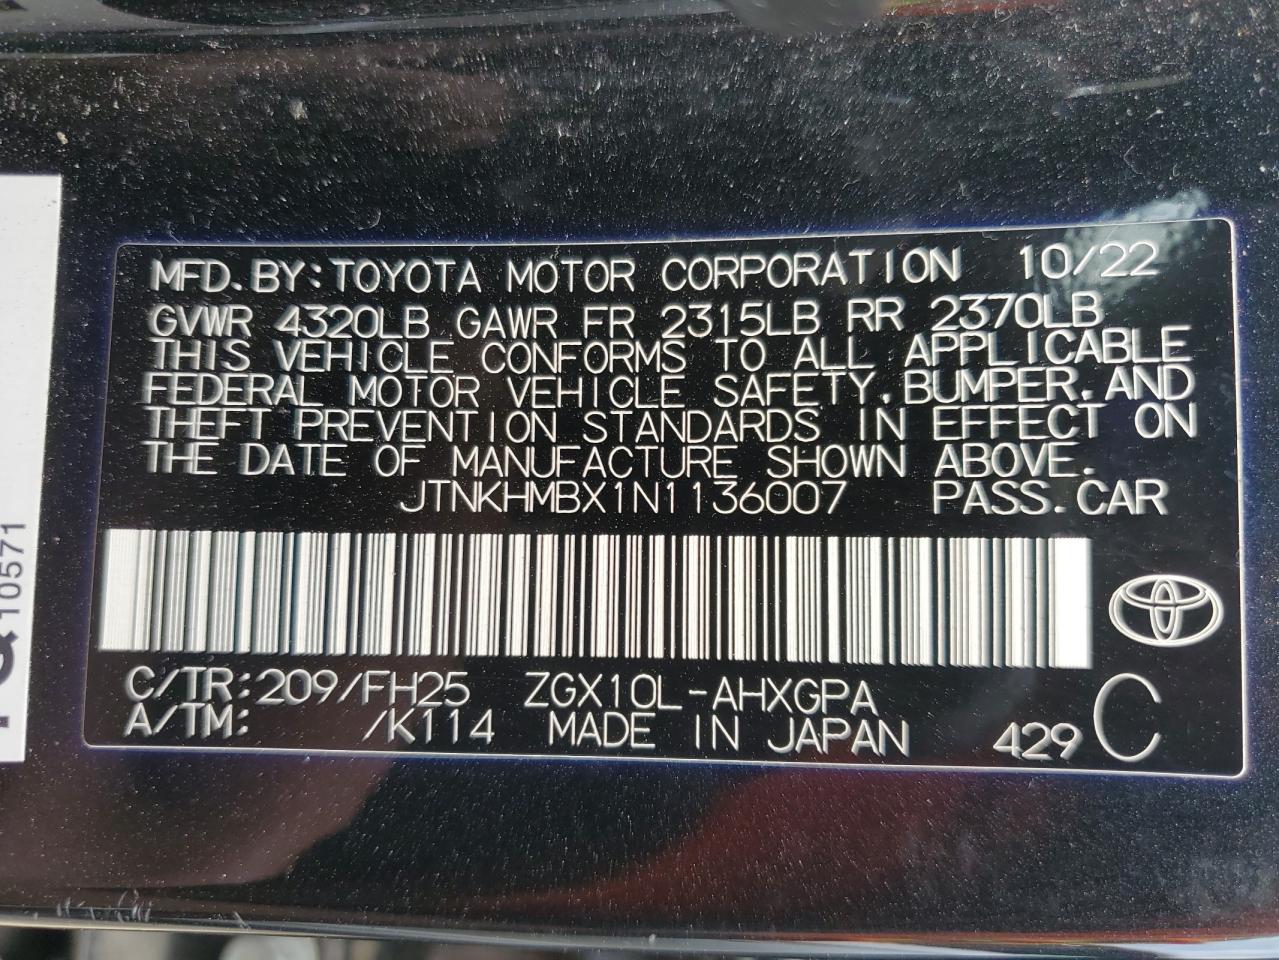 MFD.BY:TOYOTA MOTOR CORPORATION 10/22
GVWR 4320LB GAWR FR 2315LB RR 2370LB
THIS VEHICLE CONFORMS TO ALL APPLICABLE
FEDERAL MOTOR VEHICLE SAFETY,BUMPER,AND
THEFT PREVENTION STANDARDS IN EFFECT ON
THE DATE OF MANUFACTURE SHOWN ABOVE.
JTNKHMBX1N1136007 PASS.CAR
C/TR:209/FH25 ZGX10L-AHXGPA
A/TM: /K114 MADE IN JAPAN 429 C
10571